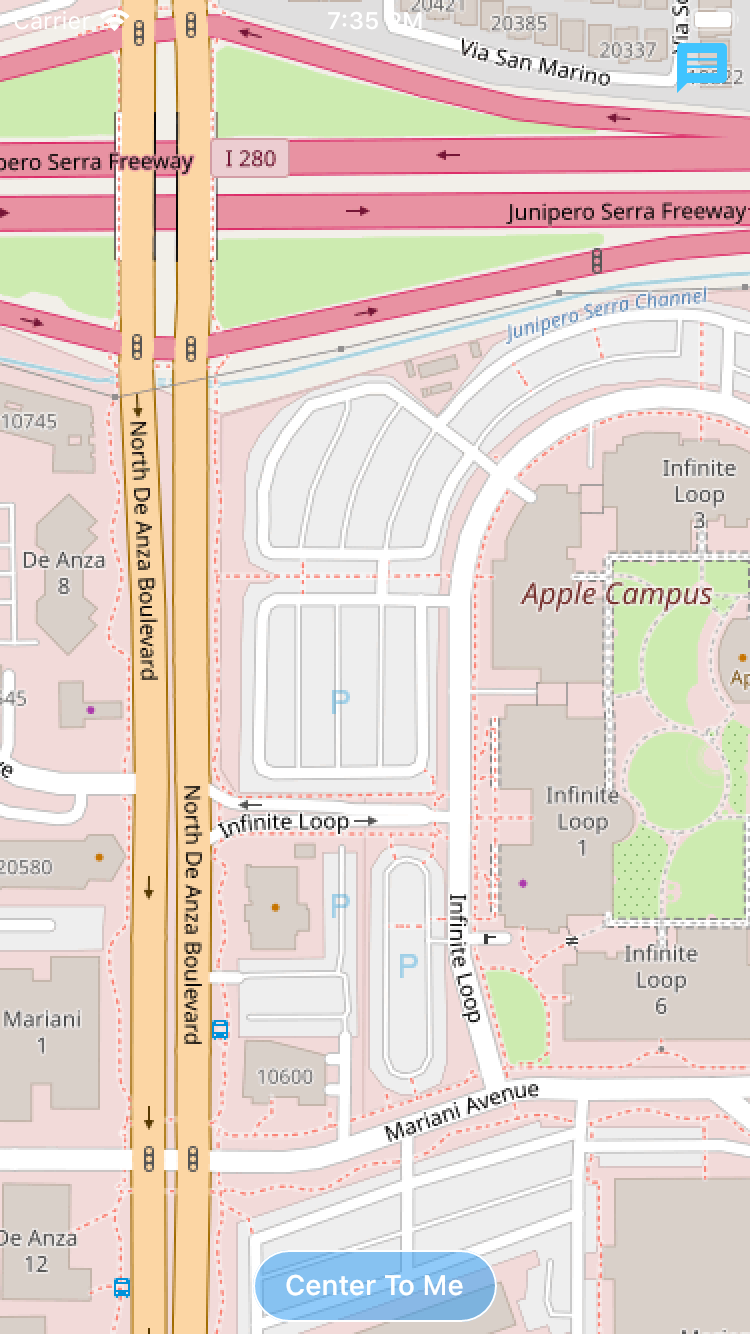 Carrier
7:35 PM
20421
20385
20337
Via San Marino
pero Serra Freeway
I 280
Junipero Serra Freeway
Junipero Serra Channel
10745
North De Anza Boulevard
Infinite
Loop
3
De Anza
8
Apple Campus
P
Ap
545
Infinite
Loop
1
North De Anza Boulevard
Infinite Loop
20580
P
P
Infinite Loop
Infinite
Loop
6
Mariani
1
10600
Mariani Avenue
De Anza
12
Center To Me